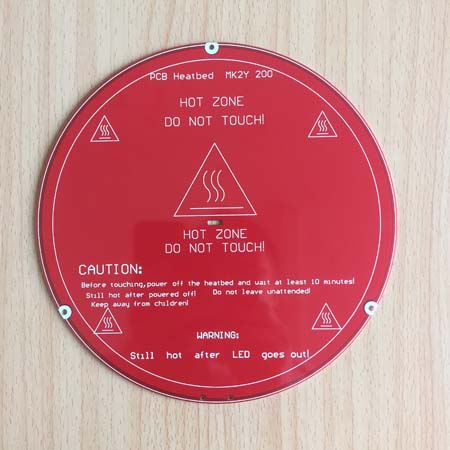 PCB Heatbed MK2Y 200
HOT ZONE
DO NOT TOUCH!
HOT ZONE
DO NOT TOUCH!
CAUTION:
Before touching,power off the heatbed and wait at least 10 minutes!
Still hot after powered off! Do not leave unattended!
Keep away from children!
WARNING:
Still hot after LED goes out!